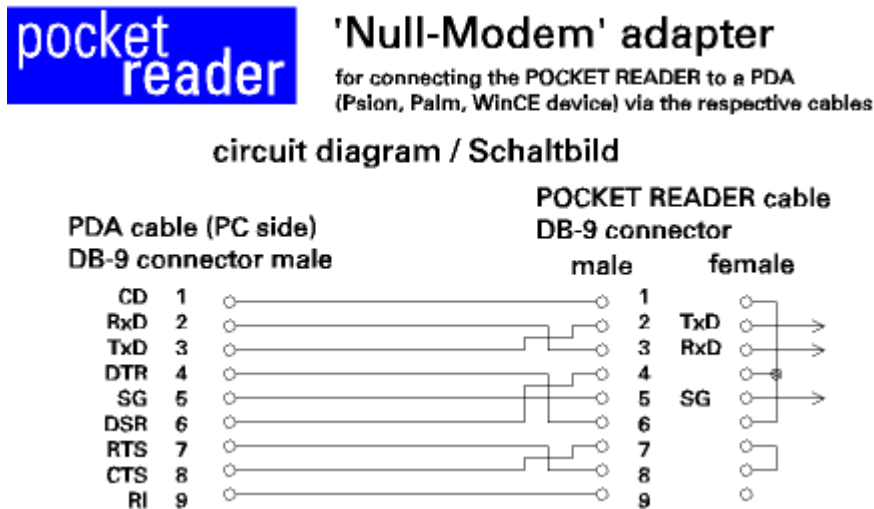 pocket
reader
'Null-Modem' adapter
for connecting the POCKET READER to a PDA
(Psion, Palm, WinCE device) via the respective cables
circuit diagram / Schaltbild
PDA cable (PC side)
DB-9 connector male
POCKET READER cable
DB-9 connector
male female
CD 1 1
RxD 2 2 TxD
TxD 3 3 RxD
DTR 4 4
SG 5 5 SG
DSR 6 6
RTS 7 7
CTS 8 8
RI 9 9